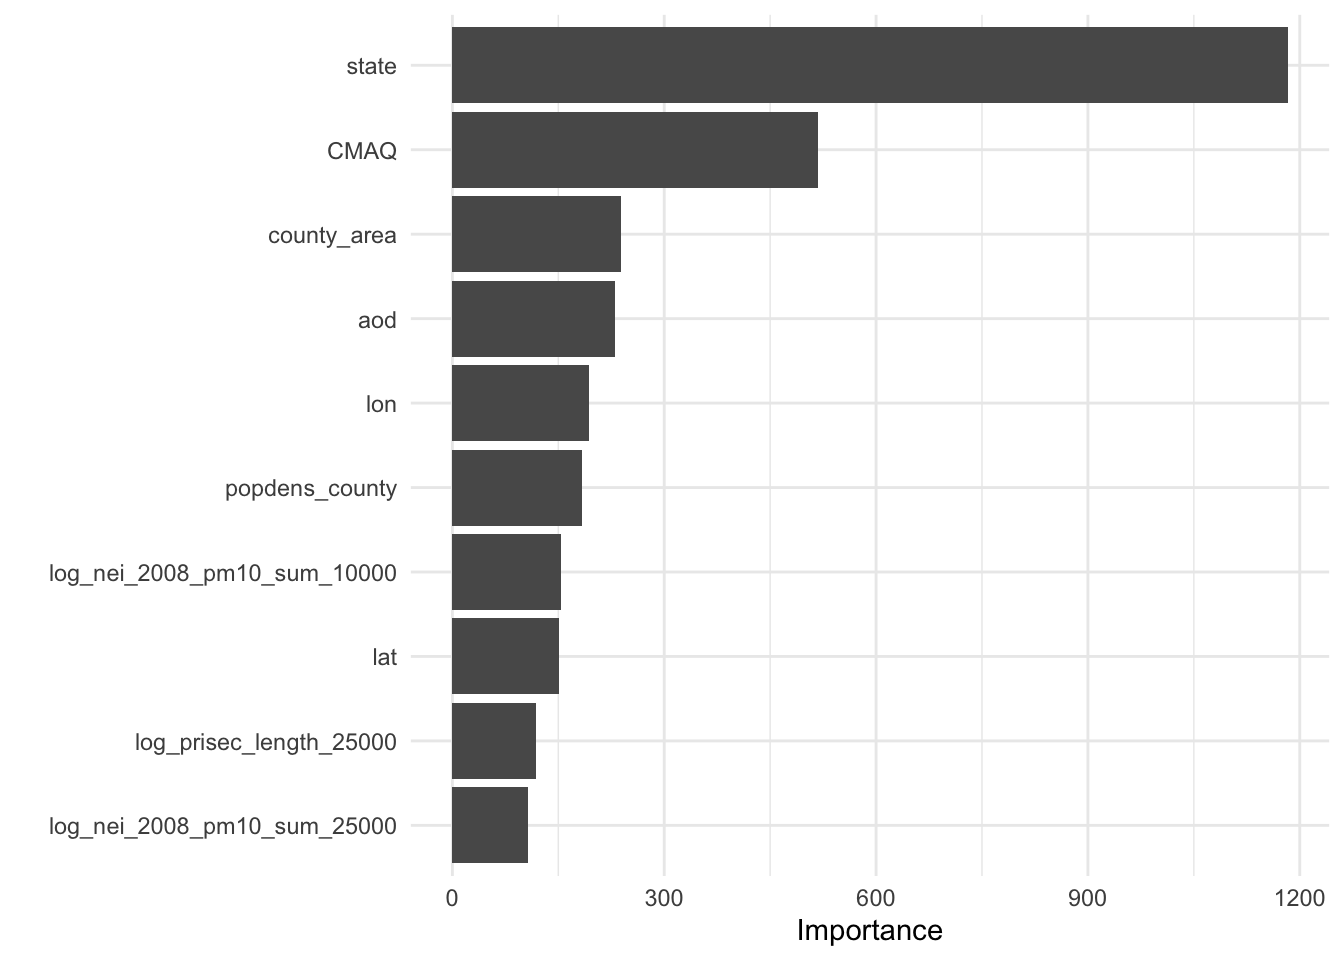 state
CMAQ
county_area
aod
lon
popdens_county
log_nei_2008_pm10_sum_10000
lat
log_prisec_length_25000
log_nei_2008_pm10_sum_25000
0 300 600 900 1200
Importance